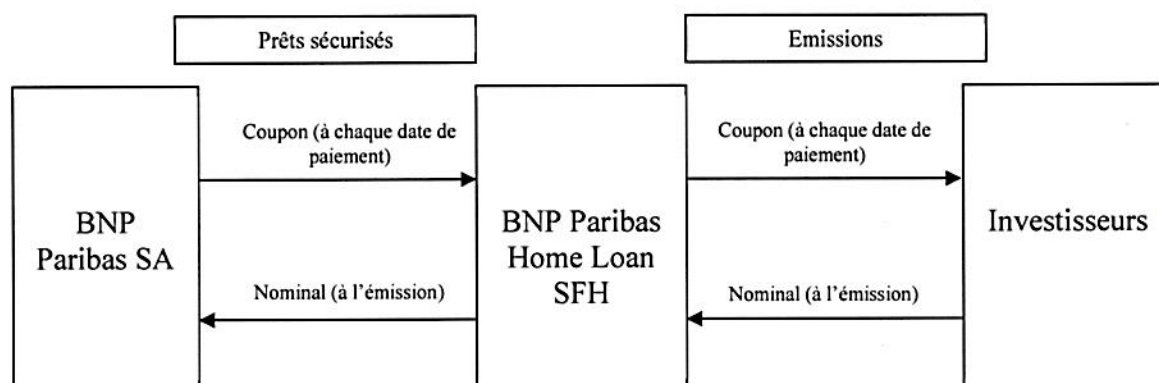 Prêts sécurisés
Emissions
Coupon (à chaque date de
paiement)
Coupon (à chaque date de
paiement)
BNP
Paribas SA
BNP Paribas
Home Loan
SFH
Investisseurs
Nominal (à l'émission)
Nominal (à l'émission)